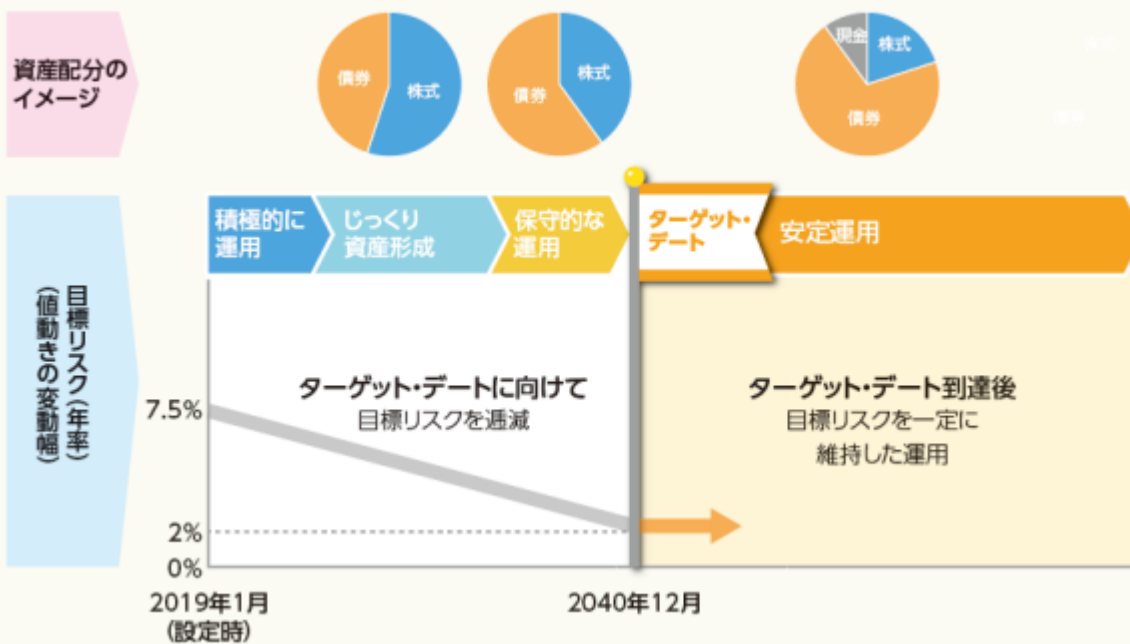 資産配分の
イメージ
債券
株式
債券
株式
現金
株式
債券
積極的に
運用
じっくり
資産形成
保守的な
運用
ターゲット・
デート
安定運用
目標リスク(年率)
(値動きの変動幅)
ターゲット・デートに向けて
目標リスクを逓減
ターゲット・デート到達後
目標リスクを一定に
維持した運用
7.5%
2%
0%
2019年1月
(設定時)
2040年12月